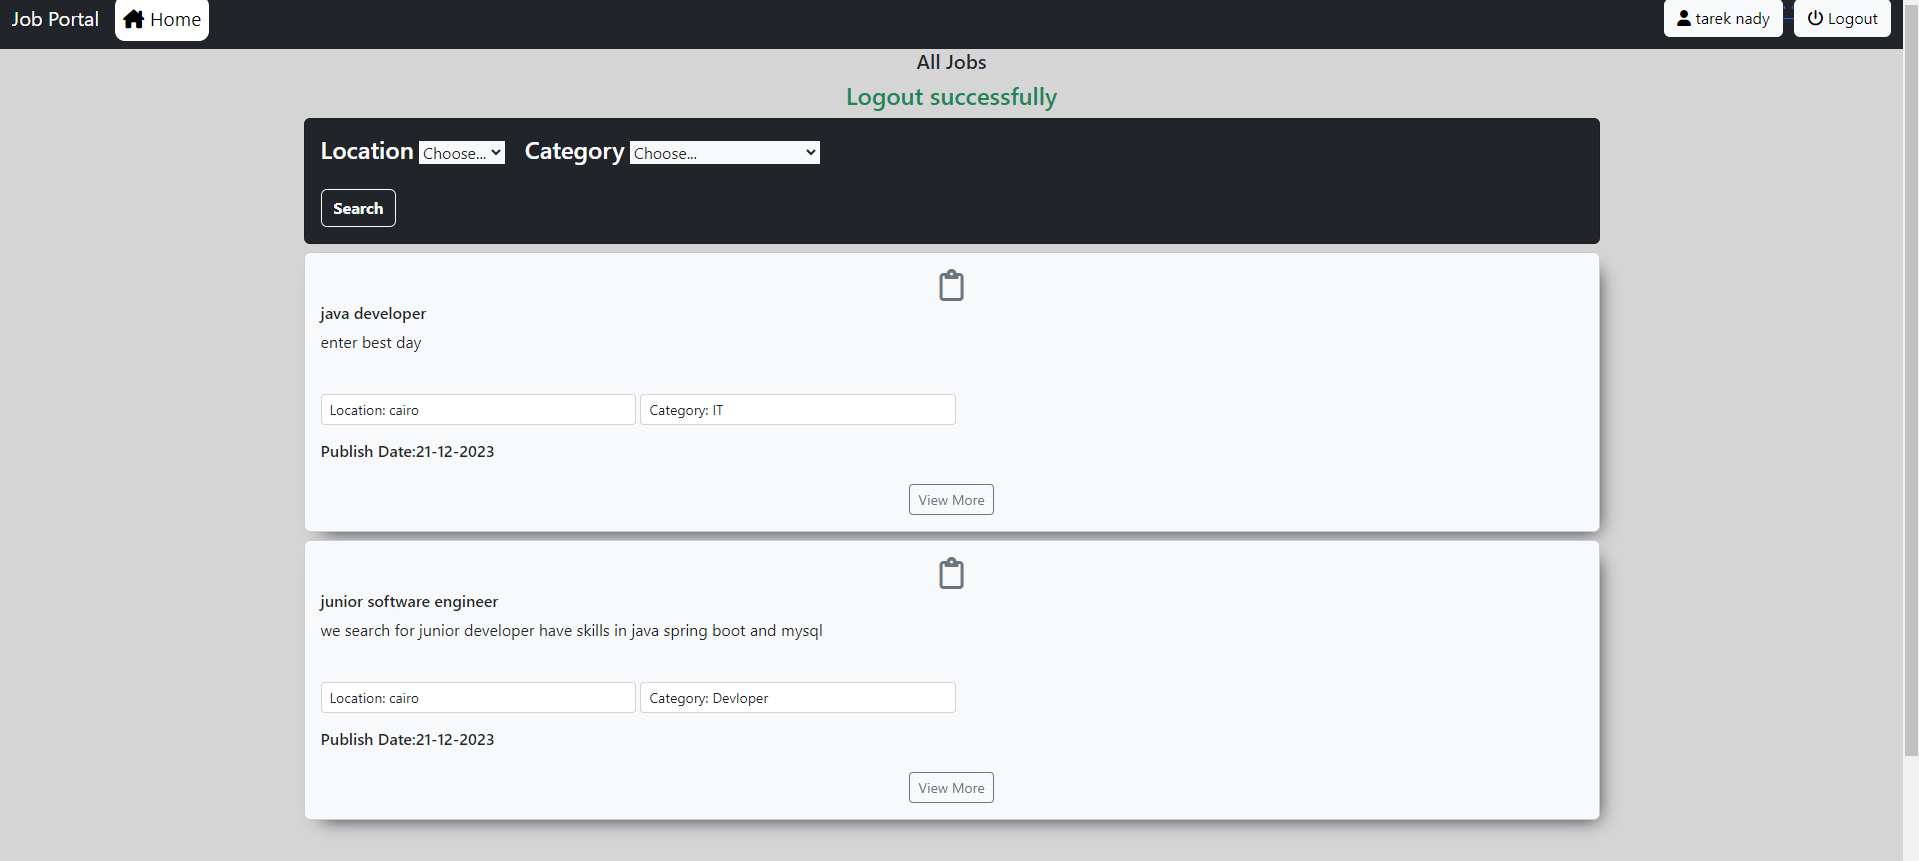 Job Portal Home tarek nady Logout
All Jobs
Logout successfully
Location Choose... Category Choose...
Search
java developer
enter best day
Location: cairo Category: IT
Publish Date:21-12-2023
View More
junior software engineer
we search for junior developer have skills in java spring boot and mysql
Location: cairo Category: Devloper
Publish Date:21-12-2023
View More